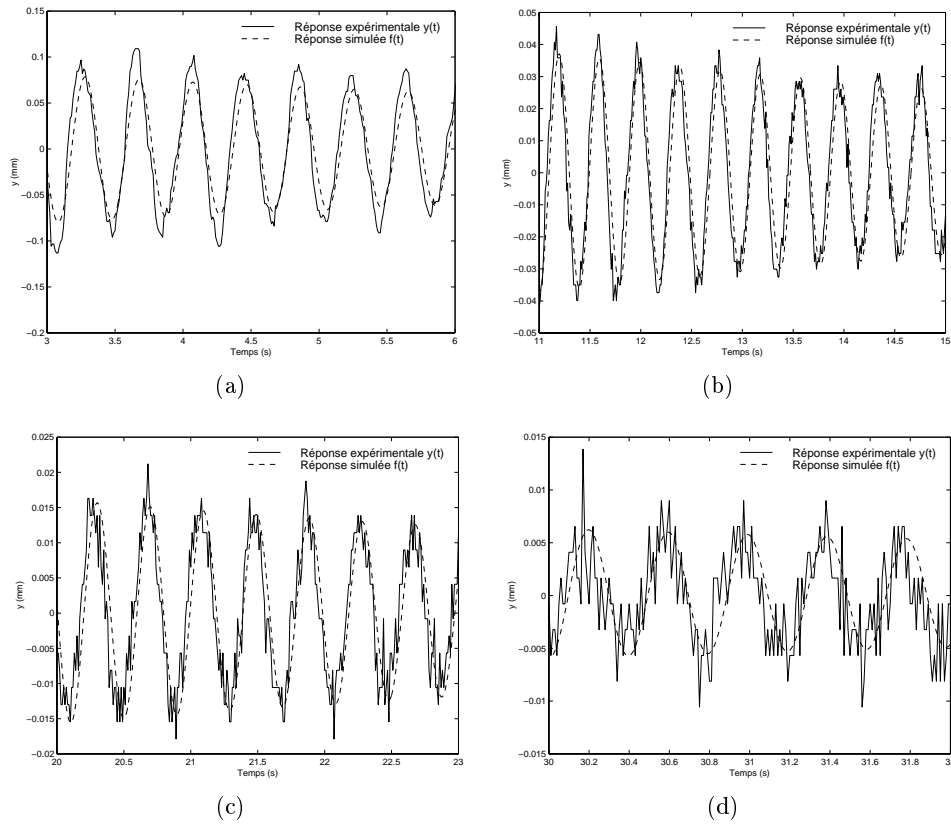 Réponse expérimentale y(t)
Réponse simulée f(t)
0.15
0.1
0.05
0
−0.05
−0.1
−0.15
−0.2
y (mm)
3 3.5 4 4.5 5 5.5 6
Temps (s)
(a)
Réponse expérimentale y(t)
Réponse simulée f(t)
0.05
0.04
0.03
0.02
0.01
0
−0.01
−0.02
−0.03
−0.04
−0.05
y (mm)
11 11.5 12 12.5 13 13.5 14 14.5 15
Temps (s)
(b)
Réponse expérimentale y(t)
Réponse simulée f(t)
0.025
0.02
0.015
0.01
0.005
0
−0.005
−0.01
−0.015
−0.02
y (mm)
20 20.5 21 21.5 22 22.5 23
Temps (s)
(c)
Réponse expérimentale y(t)
Réponse simulée f(t)
0.015
0.01
0.005
0
−0.005
−0.01
−0.015
y (mm)
30 30.2 30.4 30.6 30.8 31 31.2 31.4 31.6 31.8
Temps (s)
(d)